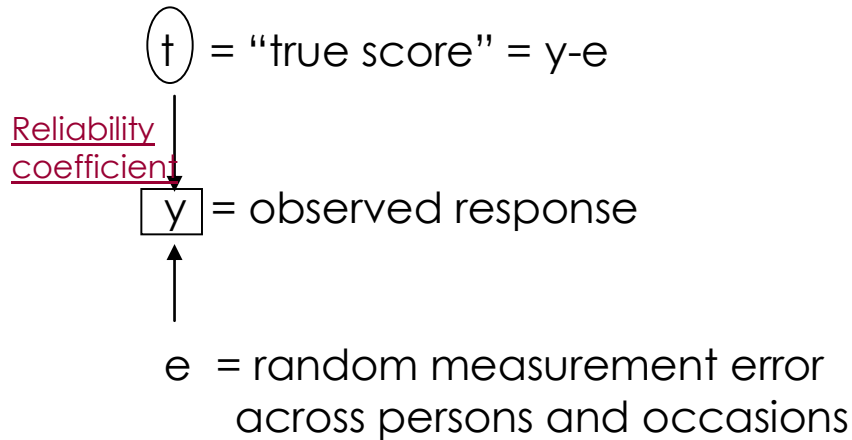 t = “true score” = y-e
Reliability
coefficient
y = observed response
e = random measurement error
across persons and occasions